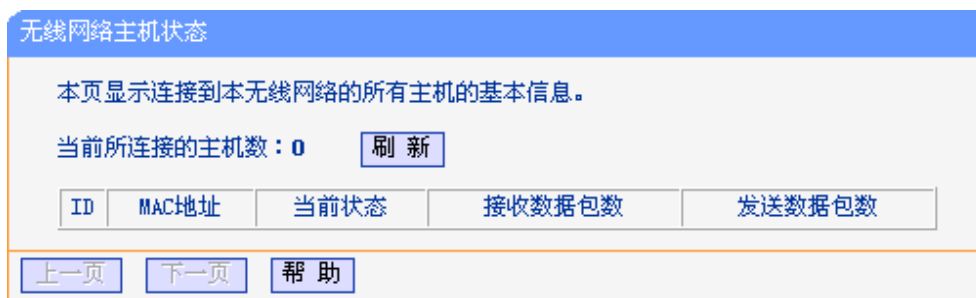 无线网络主机状态
本页显示连接到本无线网络的所有主机的基本信息。
当前所连接的主机数：0 刷 新
ID MAC地址 当前状态 接收数据包数 发送数据包数
上一页 下一页 帮 助